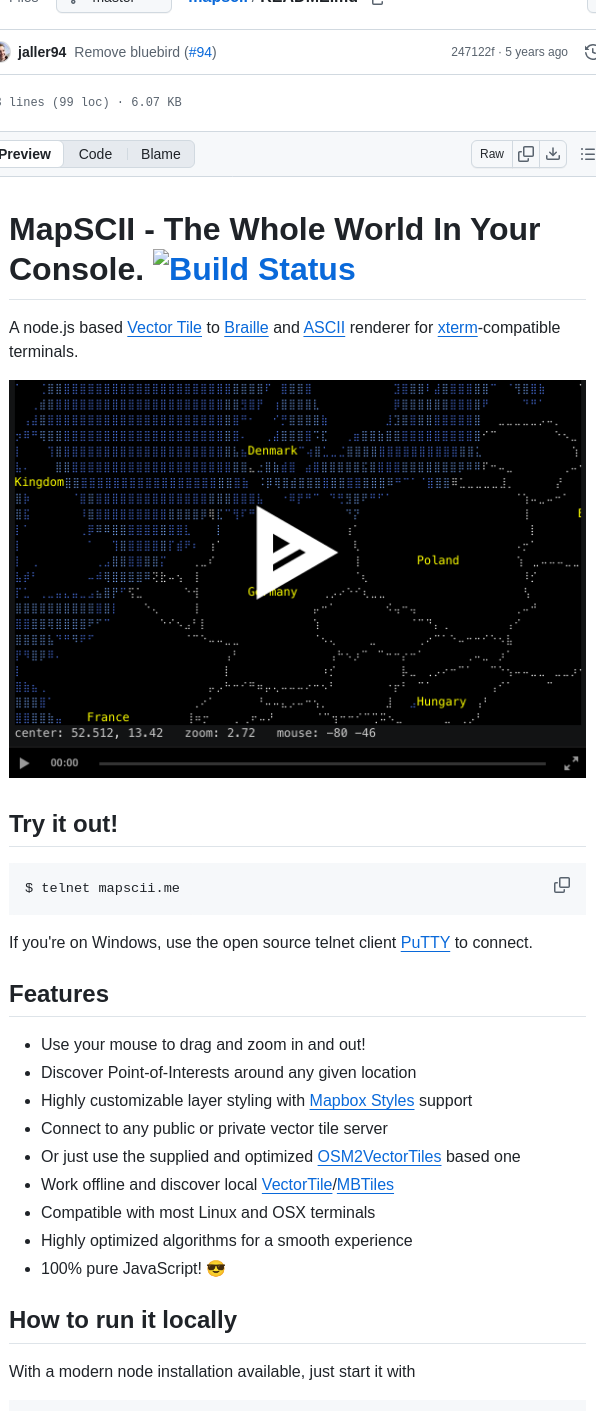 jaller94 Remove bluebird (#94) 247122f · 5 years ago
lines (99 loc) · 6.07 KB
Preview Code Blame Raw
MapSCII - The Whole World In Your
Console. Build Status
A node.js based Vector Tile to Braille and ASCII renderer for xterm-compatible
terminals.
Denmark
Kingdom
Poland
Germany
Hungary
France
center: 52.512, 13.42 zoom: 2.72 mouse: −80 −46
00:00
Try it out!
$ telnet mapscii.me
If you're on Windows, use the open source telnet client PuTTY to connect.
Features
• Use your mouse to drag and zoom in and out!
• Discover Point-of-Interests around any given location
• Highly customizable layer styling with Mapbox Styles support
• Connect to any public or private vector tile server
• Or just use the supplied and optimized OSM2VectorTiles based one
• Work offline and discover local VectorTile/MBTiles
• Compatible with most Linux and OSX terminals
• Highly optimized algorithms for a smooth experience
• 100% pure JavaScript! 😎
How to run it locally
With a modern node installation available, just start it with